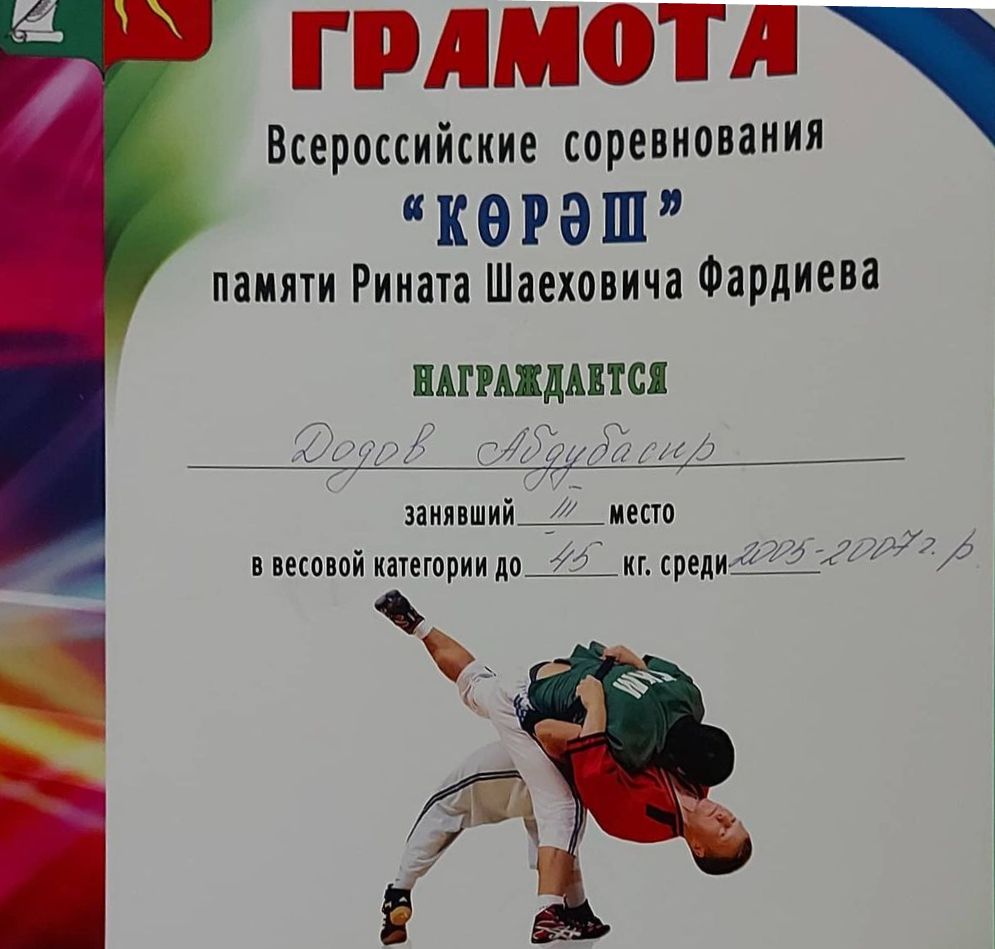 ГРАМОТА
Всероссийские соревнования
“КӨРӘШ”
памяти Рината Шаеховича Фардиева
НАГРАЖДАЕТСЯ
Додов Абдубасир
занявший III место
в весовой категории до 45 кг. среди 2005-2007 г. р.